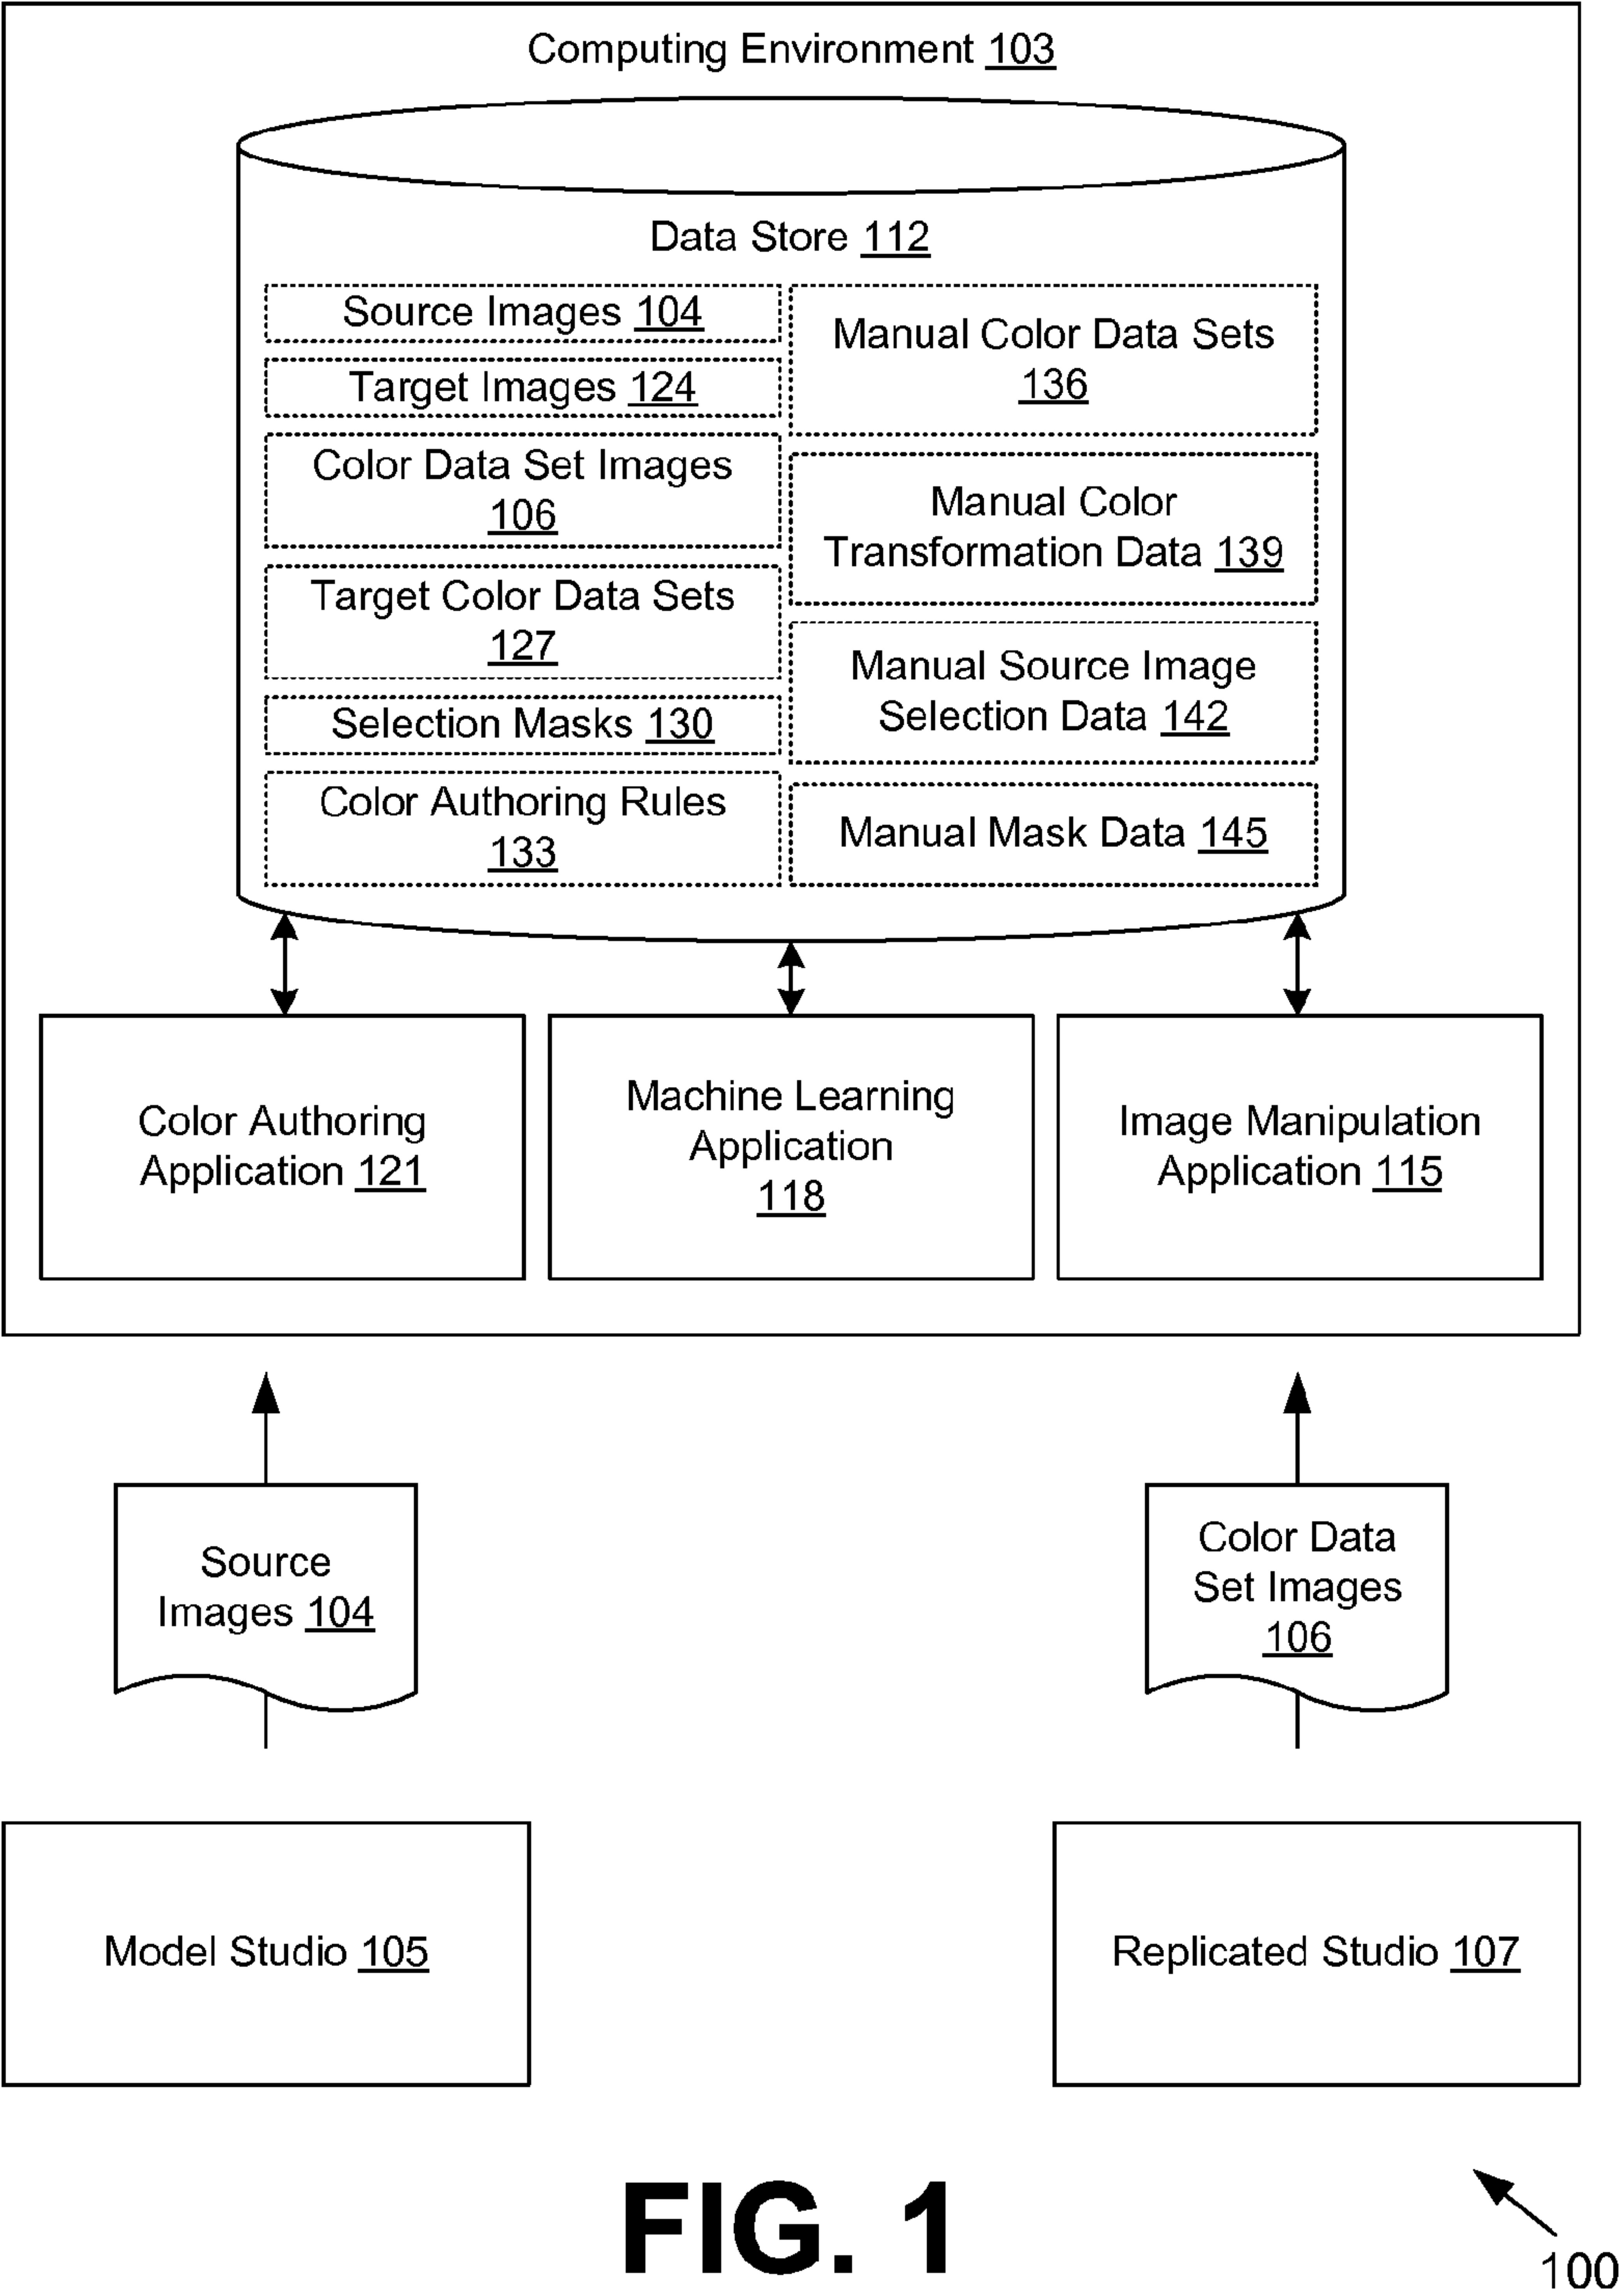 Computing Environment 103
Data Store 112
Source Images 104
Target Images 124
Color Data Set Images
106
Target Color Data Sets
127
Selection Masks 130
Color Authoring Rules
133
Manual Color Data Sets
136
Manual Color
Transformation Data 139
Manual Source Image
Selection Data 142
Manual Mask Data 145
Color Authoring
Application 121
Machine Learning
Application
118
Image Manipulation
Application 115
Source
Images 104
Color Data
Set Images
106
Model Studio 105
Replicated Studio 107
FIG. 1
100